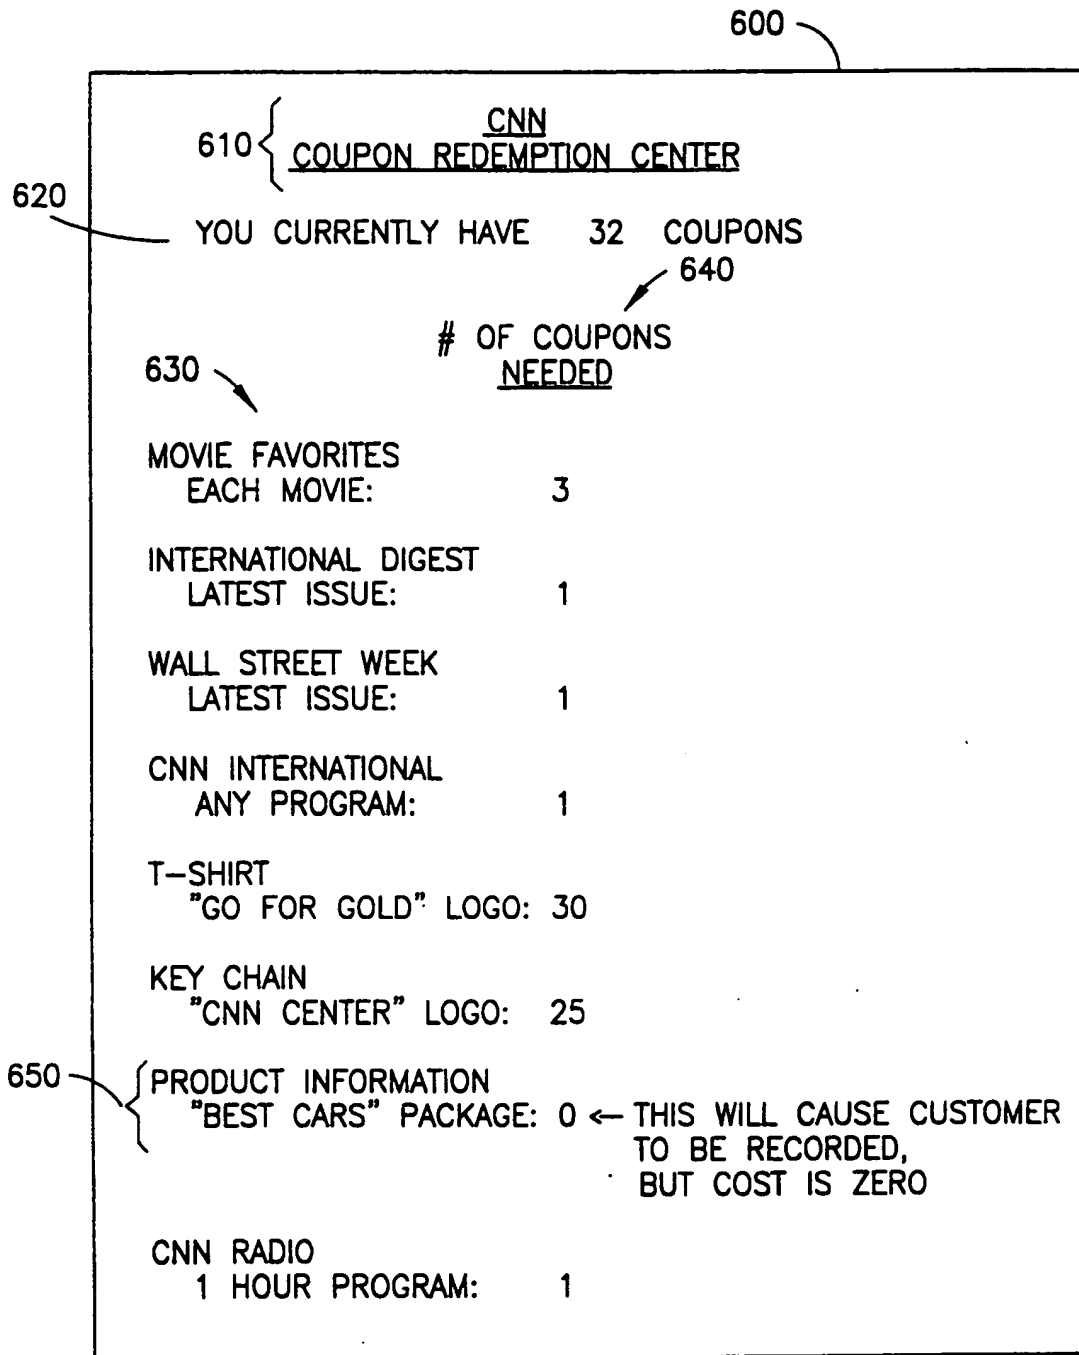 600
610 CNN
COUPON REDEMPTION CENTER
620
YOU CURRENTLY HAVE 32 COUPONS
640
# OF COUPONS
NEEDED
630
MOVIE FAVORITES
EACH MOVIE: 3
INTERNATIONAL DIGEST
LATEST ISSUE: 1
WALL STREET WEEK
LATEST ISSUE: 1
CNN INTERNATIONAL
ANY PROGRAM: 1
T-SHIRT
"GO FOR GOLD" LOGO: 30
KEY CHAIN
"CNN CENTER" LOGO: 25
650 PRODUCT INFORMATION
"BEST CARS" PACKAGE: 0 ← THIS WILL CAUSE CUSTOMER
TO BE RECORDED,
BUT COST IS ZERO
CNN RADIO
1 HOUR PROGRAM: 1